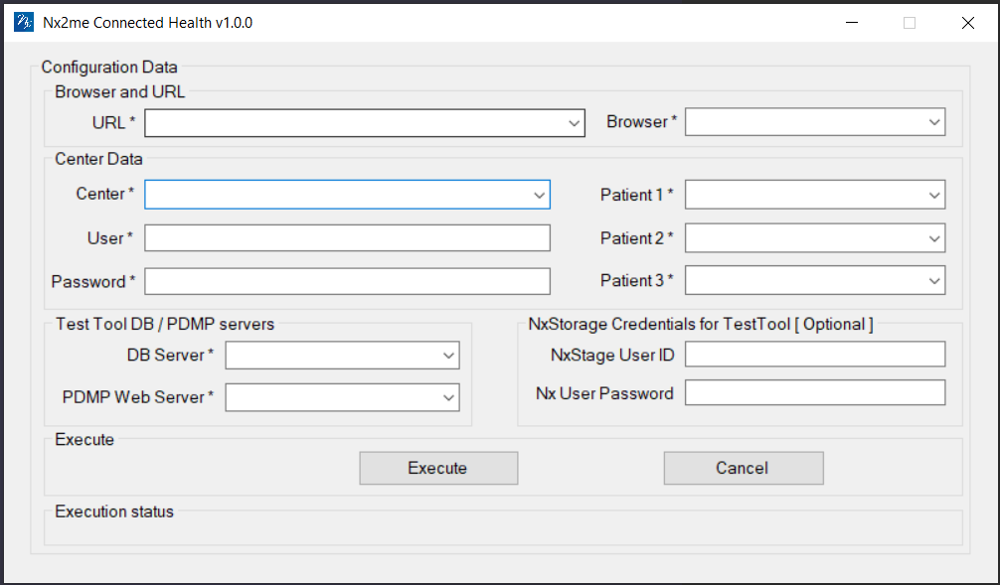 Nx2me Connected Health v1.0.0
Configuration Data
Browser and URL
URL *
Browser *
Center Data
Center *
Patient 1 *
User *
Patient 2 *
Password *
Patient 3 *
Test Tool DB / PDMP servers
NxStorage Credentials for TestTool [ Optional ]
DB Server *
NxStage User ID
PDMP Web Server *
Nx User Password
Execute
Execute
Cancel
Execution status